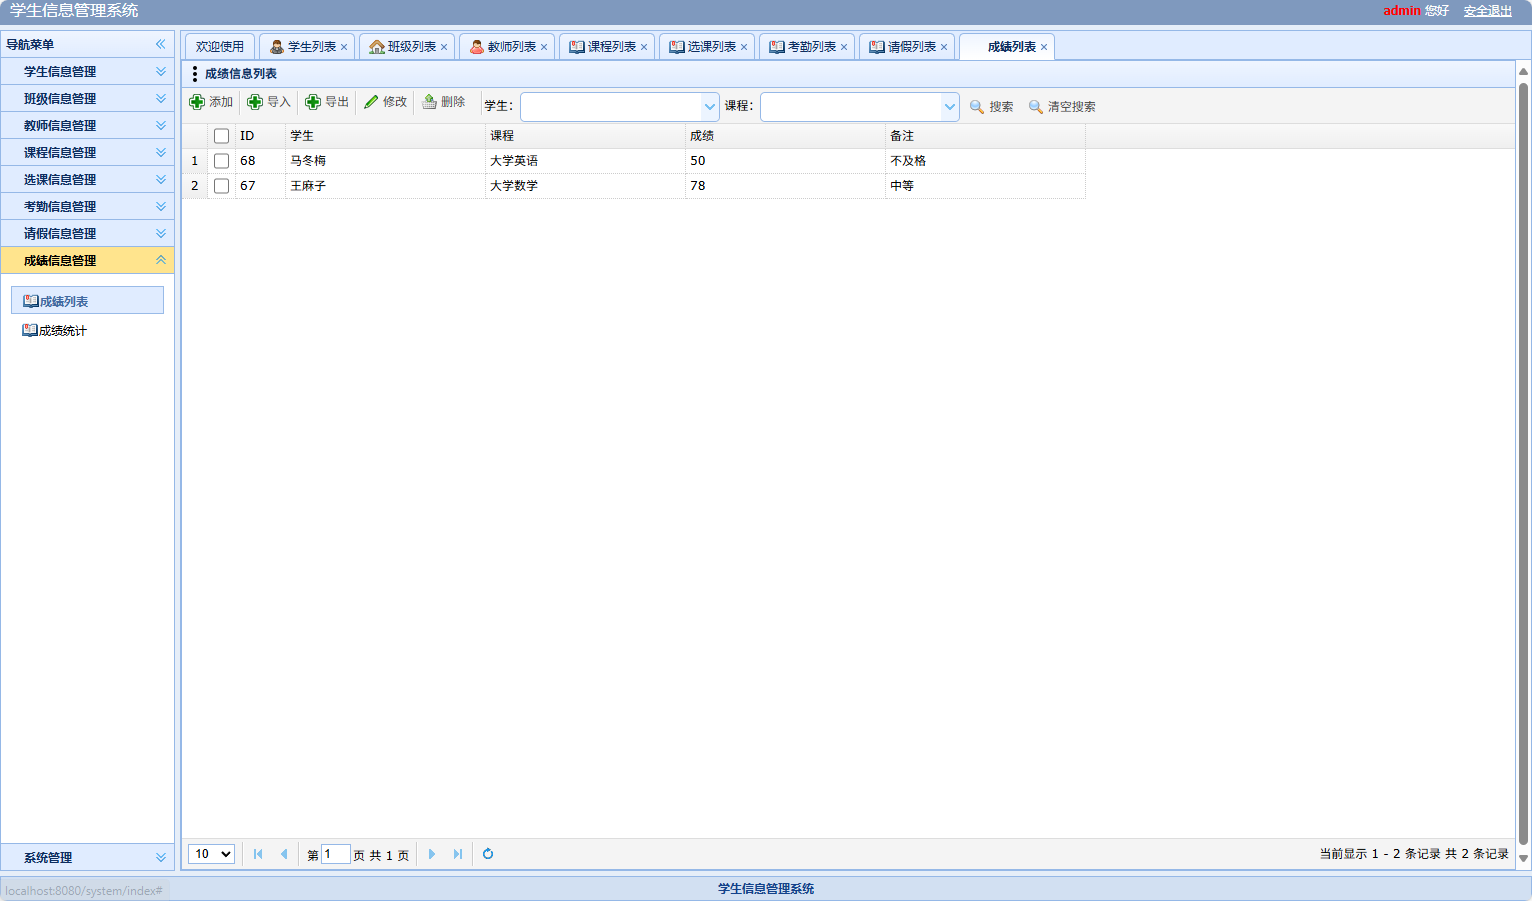 学生信息管理系统
admin 您好 安全退出
导航菜单
学生信息管理
班级信息管理
教师信息管理
课程信息管理
选课信息管理
考勤信息管理
请假信息管理
成绩信息管理
成绩列表
成绩统计
系统管理
欢迎使用 学生列表 班级列表 教师列表 课程列表 选课列表 考勤列表 请假列表 成绩列表
成绩信息列表
添加 导入 导出 修改 删除 学生： 课程： 搜索 清空搜索
ID 学生 课程 成绩 备注
1 68 马冬梅 大学英语 50 不及格
2 67 王麻子 大学数学 78 中等
10 第 1 页 共 1 页 当前显示 1 - 2 条记录 共 2 条记录
localhost:8080/system/index#
学生信息管理系统